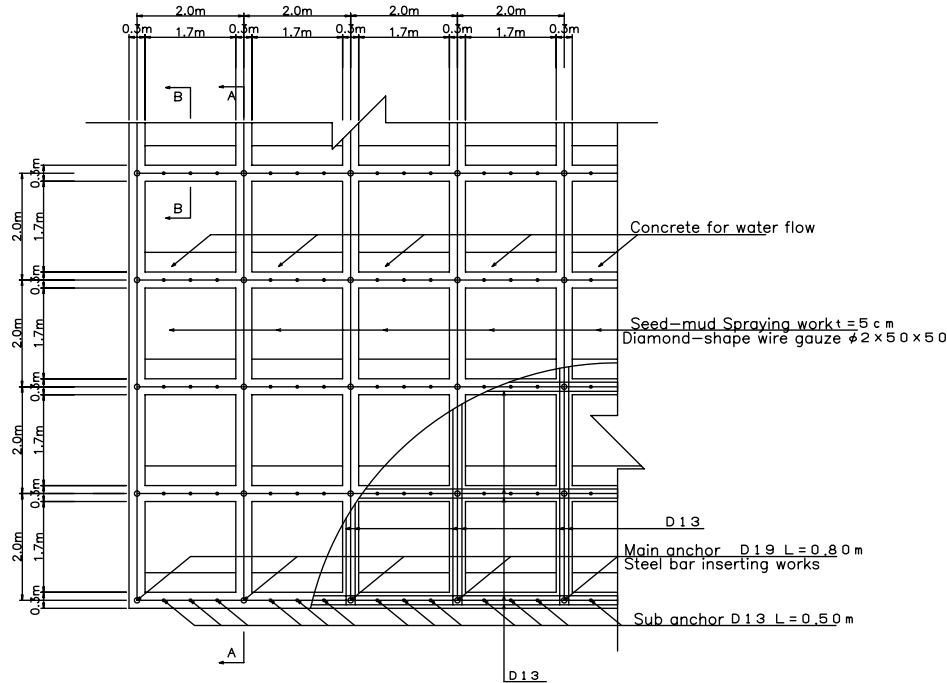 2.0m 2.0m 2.0m 2.0m
0.3m 1.7m 0.3m 1.7m 0.3m 1.7m 0.3m 1.7m 0.3m
B A
0.3m
B
2.0m 1.7m
Concrete for water flow
0.3m
2.0m 1.7m
Seed-mud Spraying work t=5cm
Diamond-shape wire gauze φ2×50×50
0.3m
2.0m 1.7m
0.3m
D13
2.0m 1.7m
Main anchor D19 L=0.80m
Steel bar inserting works
0.3m
Sub anchor D13 L=0.50m
A
D13